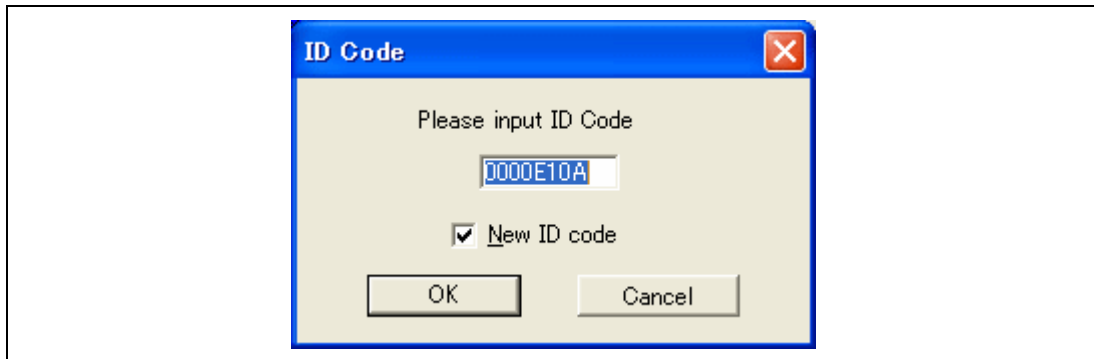 ID Code
Please input ID Code
0000E10A
New ID code
OK
Cancel